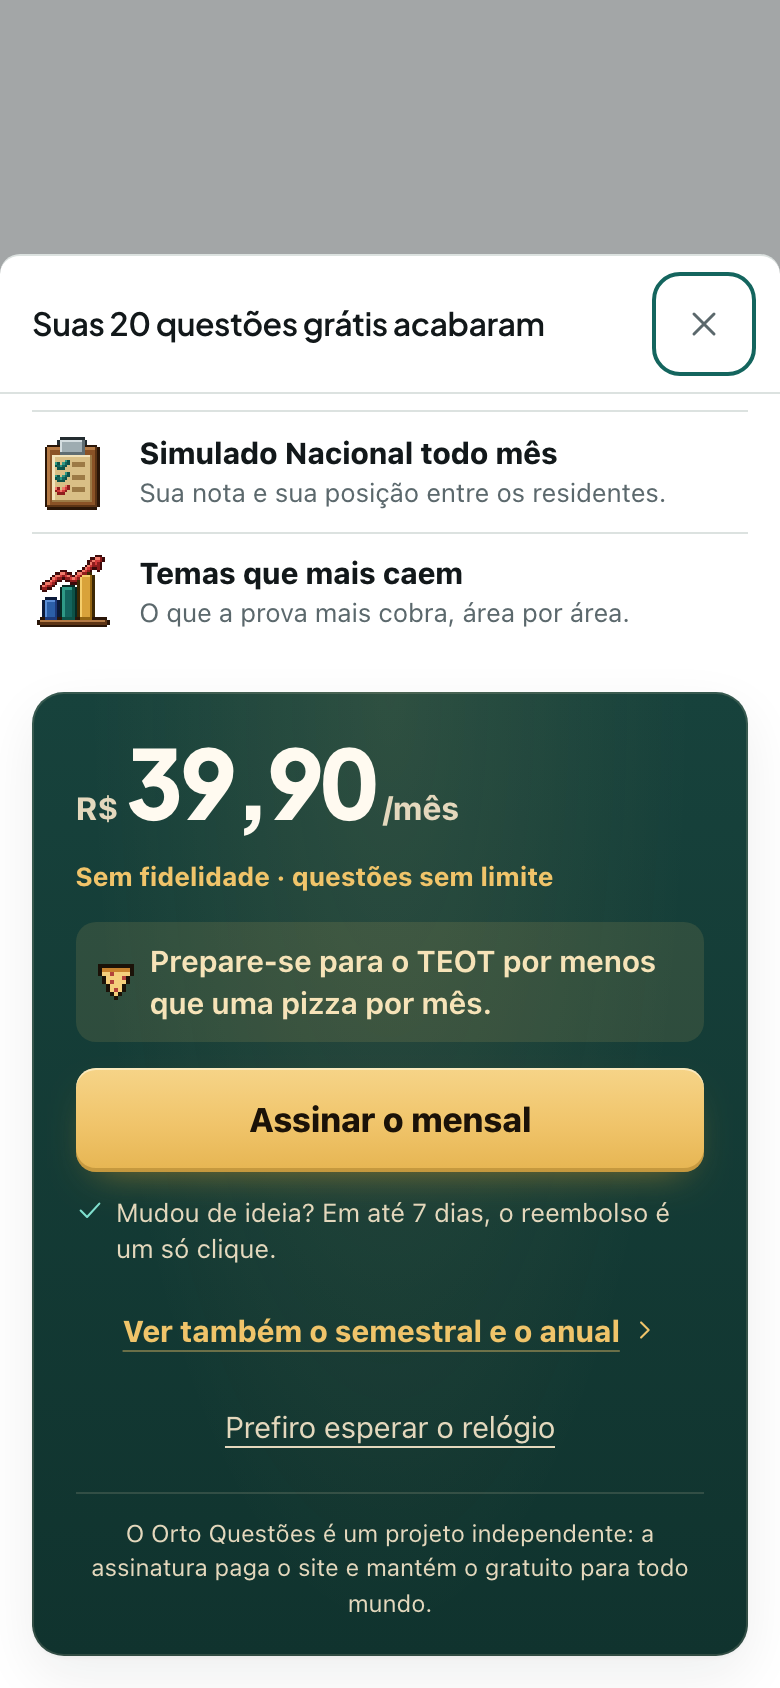 Suas 20 questões grátis acabaram
Simulado Nacional todo mês
Sua nota e sua posição entre os residentes.
Temas que mais caem
O que a prova mais cobra, área por área.
R$ 39,90/mês
Sem fidelidade · questões sem limite
Prepare-se para o TEOT por menos
que uma pizza por mês.
Assinar o mensal
Mudou de ideia? Em até 7 dias, o reembolso é
um só clique.
Ver também o semestral e o anual
Prefiro esperar o relógio
O Orto Questões é um projeto independente: a
assinatura paga o site e mantém o gratuito para todo
mundo.